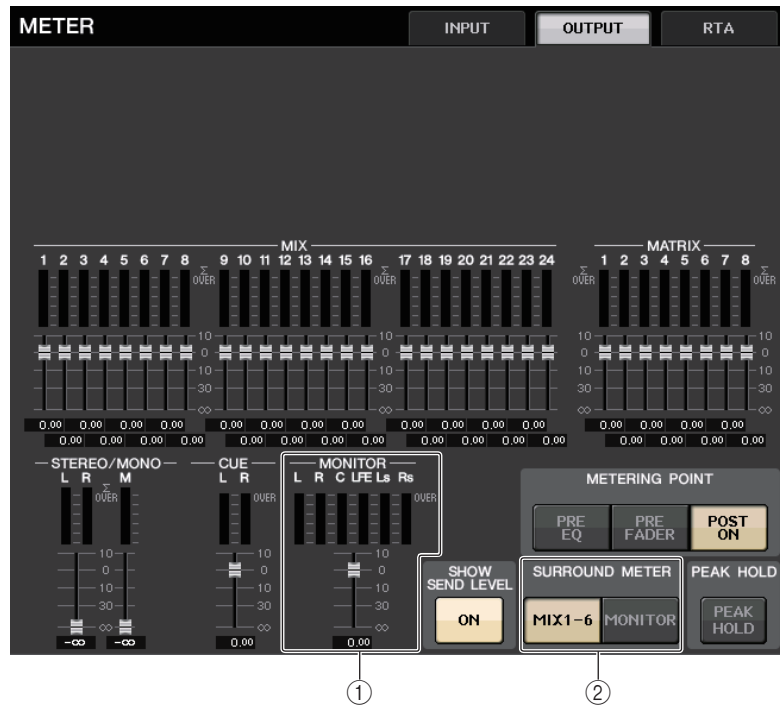 METER INPUT OUTPUT RTA
MIX MATRIX
1 2 3 4 5 6 7 8 9 10 11 12 13 14 15 16 17 18 19 20 21 22 23 24 1 2 3 4 5 6 7 8
Σ Σ Σ Σ
OVER OVER OVER OVER
10 10 10 10
0 0 0 0
10 10 10 10
30 30 30 30
∞ ∞ ∞ ∞
0.00 0.00 0.00 0.00 0.00 0.00 0.00 0.00 0.00 0.00 0.00 0.00 0.00 0.00 0.00 0.00
0.00 0.00 0.00 0.00 0.00 0.00 0.00 0.00 0.00 0.00 0.00 0.00 0.00 0.00 0.00 0.00
STEREO/MONO CUE MONITOR
L R M L R L R C LFE Ls Rs
Σ
OVER OVER OVER
10 10 10
0 0 0
10 10 10
30 30 30
∞ ∞ ∞
-∞ -∞ 0.00 0.00
METERING POINT
PRE EQ PRE FADER POST ON
SHOW SEND LEVEL SURROUND METER PEAK HOLD
ON MIX1-6 MONITOR PEAK HOLD
① ②